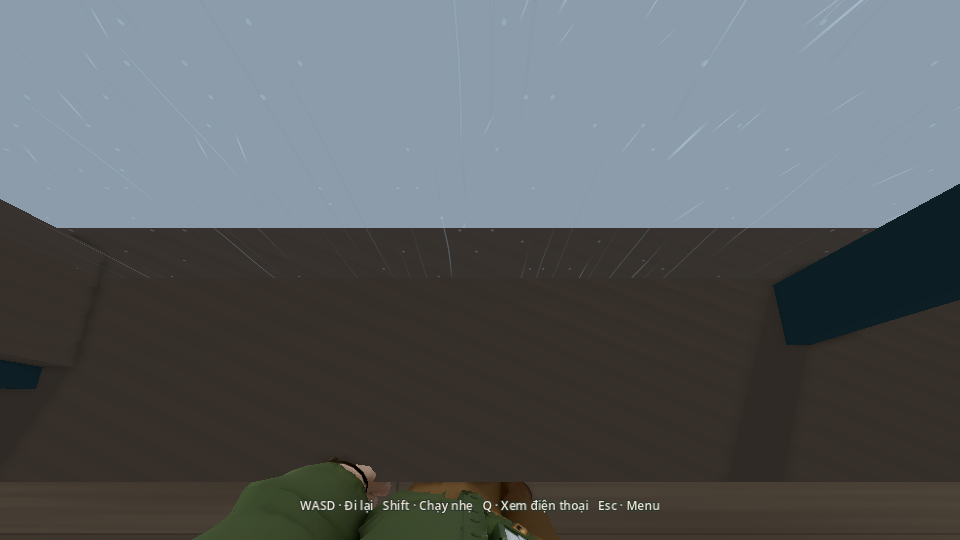 WASD · Đi lại   Shift · Chạy nhẹ   Q · Xem điện thoại   Esc · Menu